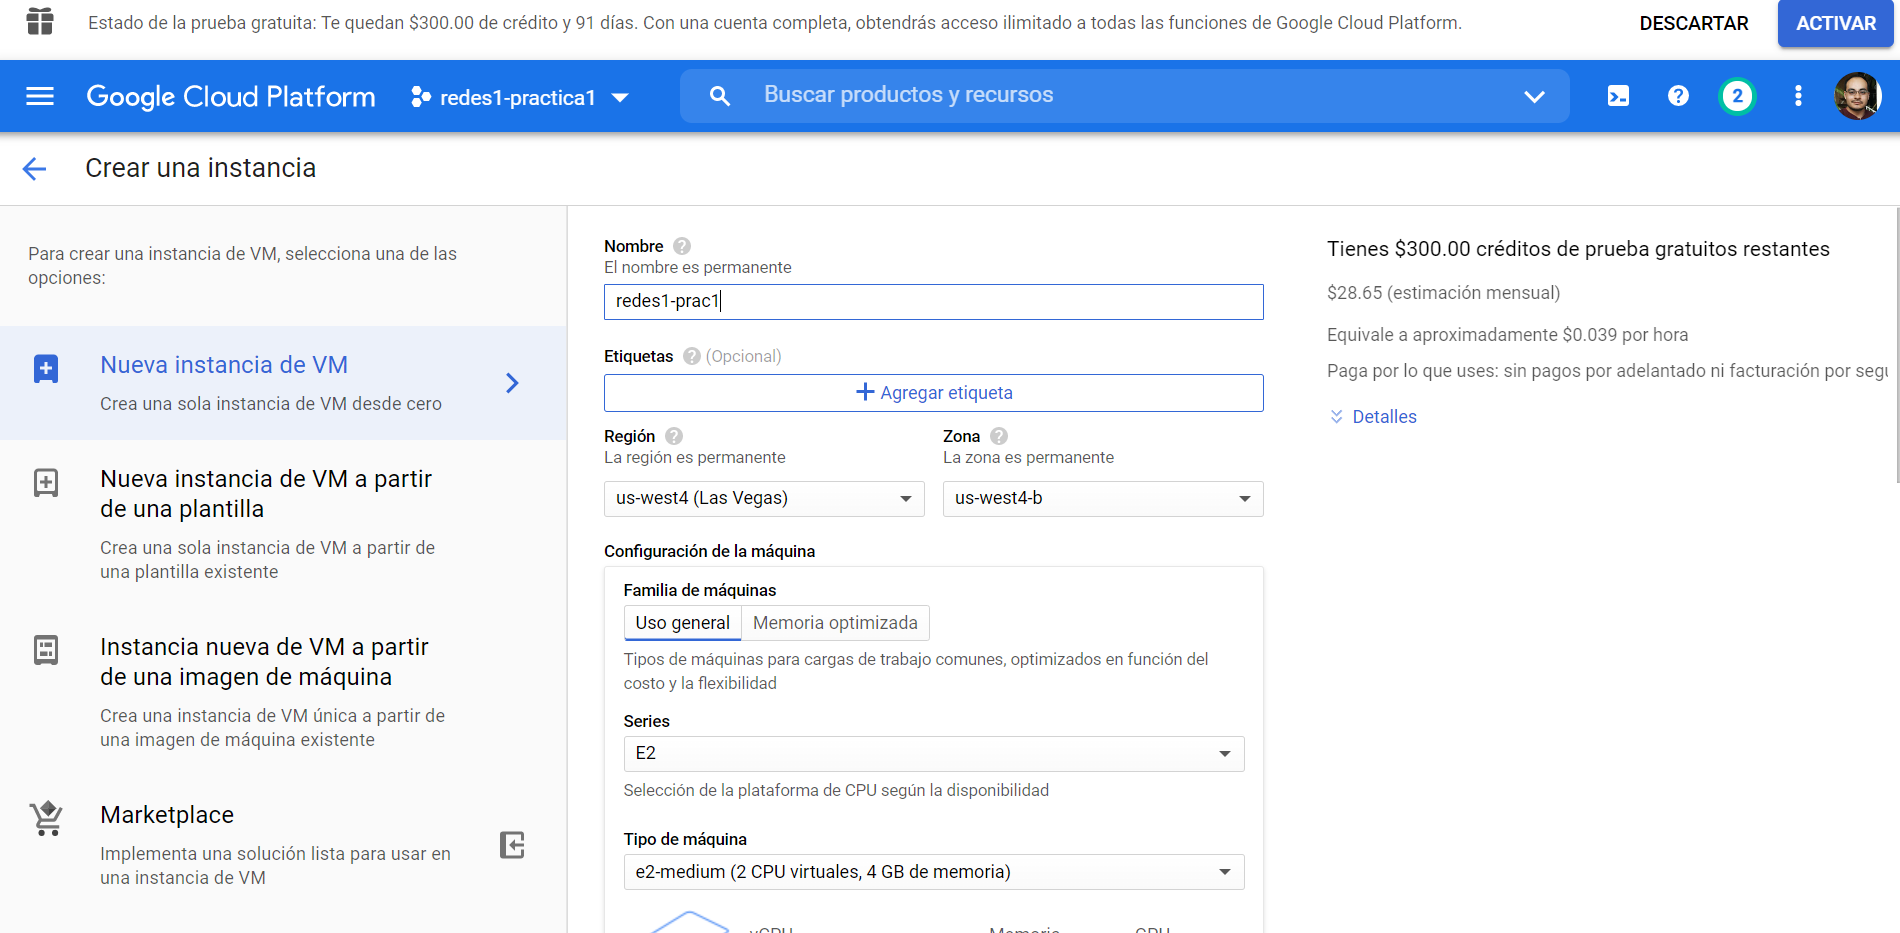 Estado de la prueba gratuita: Te quedan $300.00 de crédito y 91 días. Con una cuenta completa, obtendrás acceso ilimitado a todas las funciones de Google Cloud Platform.
DESCARTAR
ACTIVAR
Google Cloud Platform
redes1-practica1
Buscar productos y recursos
2
Crear una instancia
Para crear una instancia de VM, selecciona una de las
opciones:
Nueva instancia de VM
Crea una sola instancia de VM desde cero
Nueva instancia de VM a partir
de una plantilla
Crea una sola instancia de VM a partir de
una plantilla existente
Instancia nueva de VM a partir
de una imagen de máquina
Crea una instancia de VM única a partir de
una imagen de máquina existente
Marketplace
Implementa una solución lista para usar en
una instancia de VM
Nombre
El nombre es permanente
redes1-prac1
Etiquetas (Opcional)
Agregar etiqueta
Región
La región es permanente
us-west4 (Las Vegas)
Zona
La zona es permanente
us-west4-b
Configuración de la máquina
Familia de máquinas
Uso general
Memoria optimizada
Tipos de máquinas para cargas de trabajo comunes, optimizados en función del
costo y la flexibilidad
Series
E2
Selección de la plataforma de CPU según la disponibilidad
Tipo de máquina
e2-medium (2 CPU virtuales, 4 GB de memoria)
Tienes $300.00 créditos de prueba gratuitos restantes
$28.65 (estimación mensual)
Equivale a aproximadamente $0.039 por hora
Paga por lo que uses: sin pagos por adelantado ni facturación por
Detalles